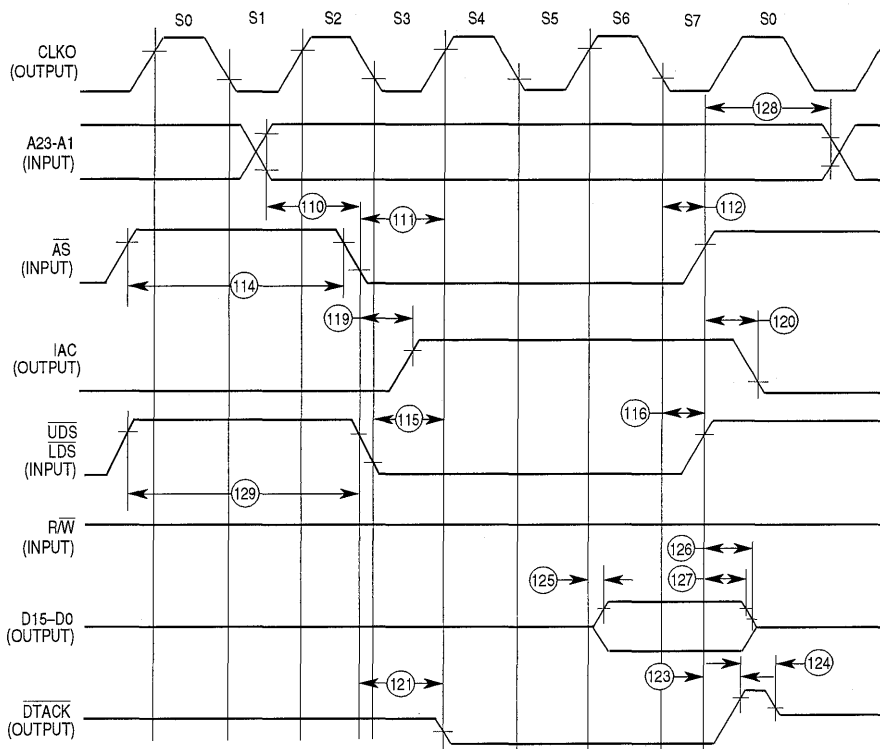 S0 S1 S2 S3 S4 S5 S6 S7 S0
CLKO
(OUTPUT)
128
A23-A1
(INPUT)
110
111
112
AS
(INPUT)
114
119
120
IAC
(OUTPUT)
115
116
UDS
LDS
(INPUT)
129
R/W
(INPUT)
126
125
127
D15–D0
(OUTPUT)
124
123
121
DTACK
(OUTPUT)